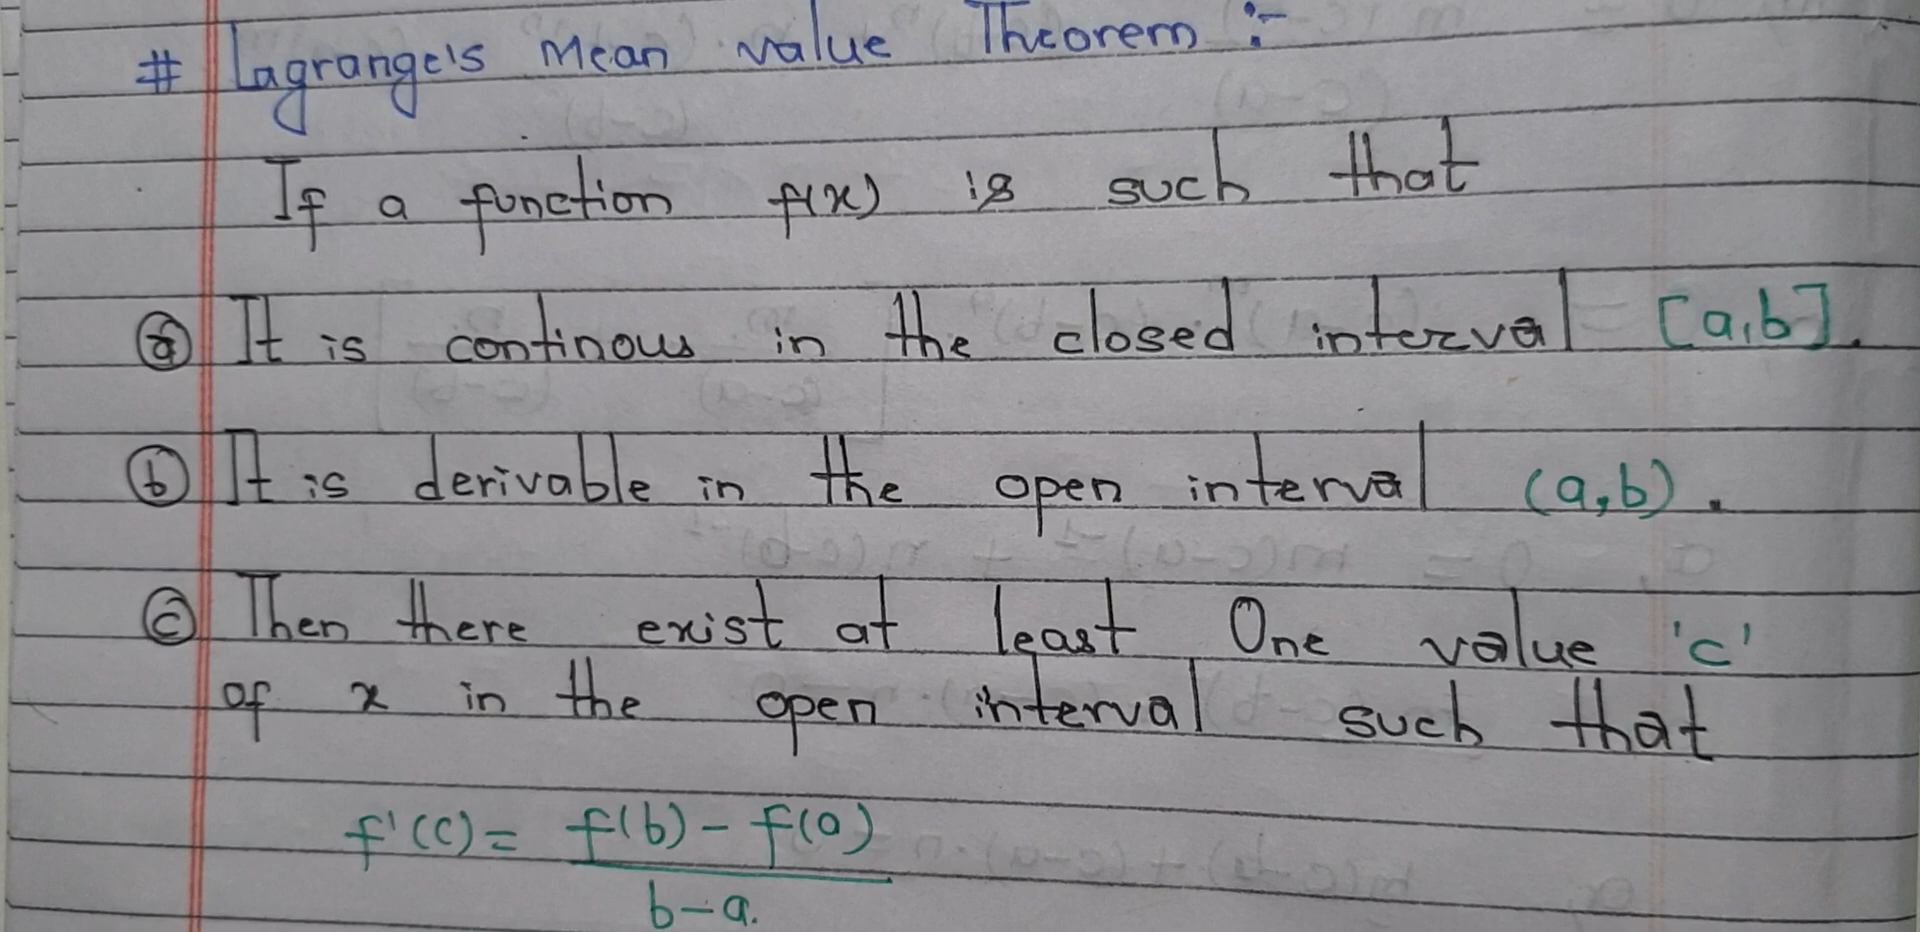 # Lagrange's Mean value Theorem :-
If a function f(x) is such that
ⓐ It is continous in the closed interval [a,b].
ⓑ It is derivable in the open interval (a,b).
ⓒ Then there exist at least One value 'c'
of x in the open interval such that
f'(c) = f(b) - f(a)
b-a.